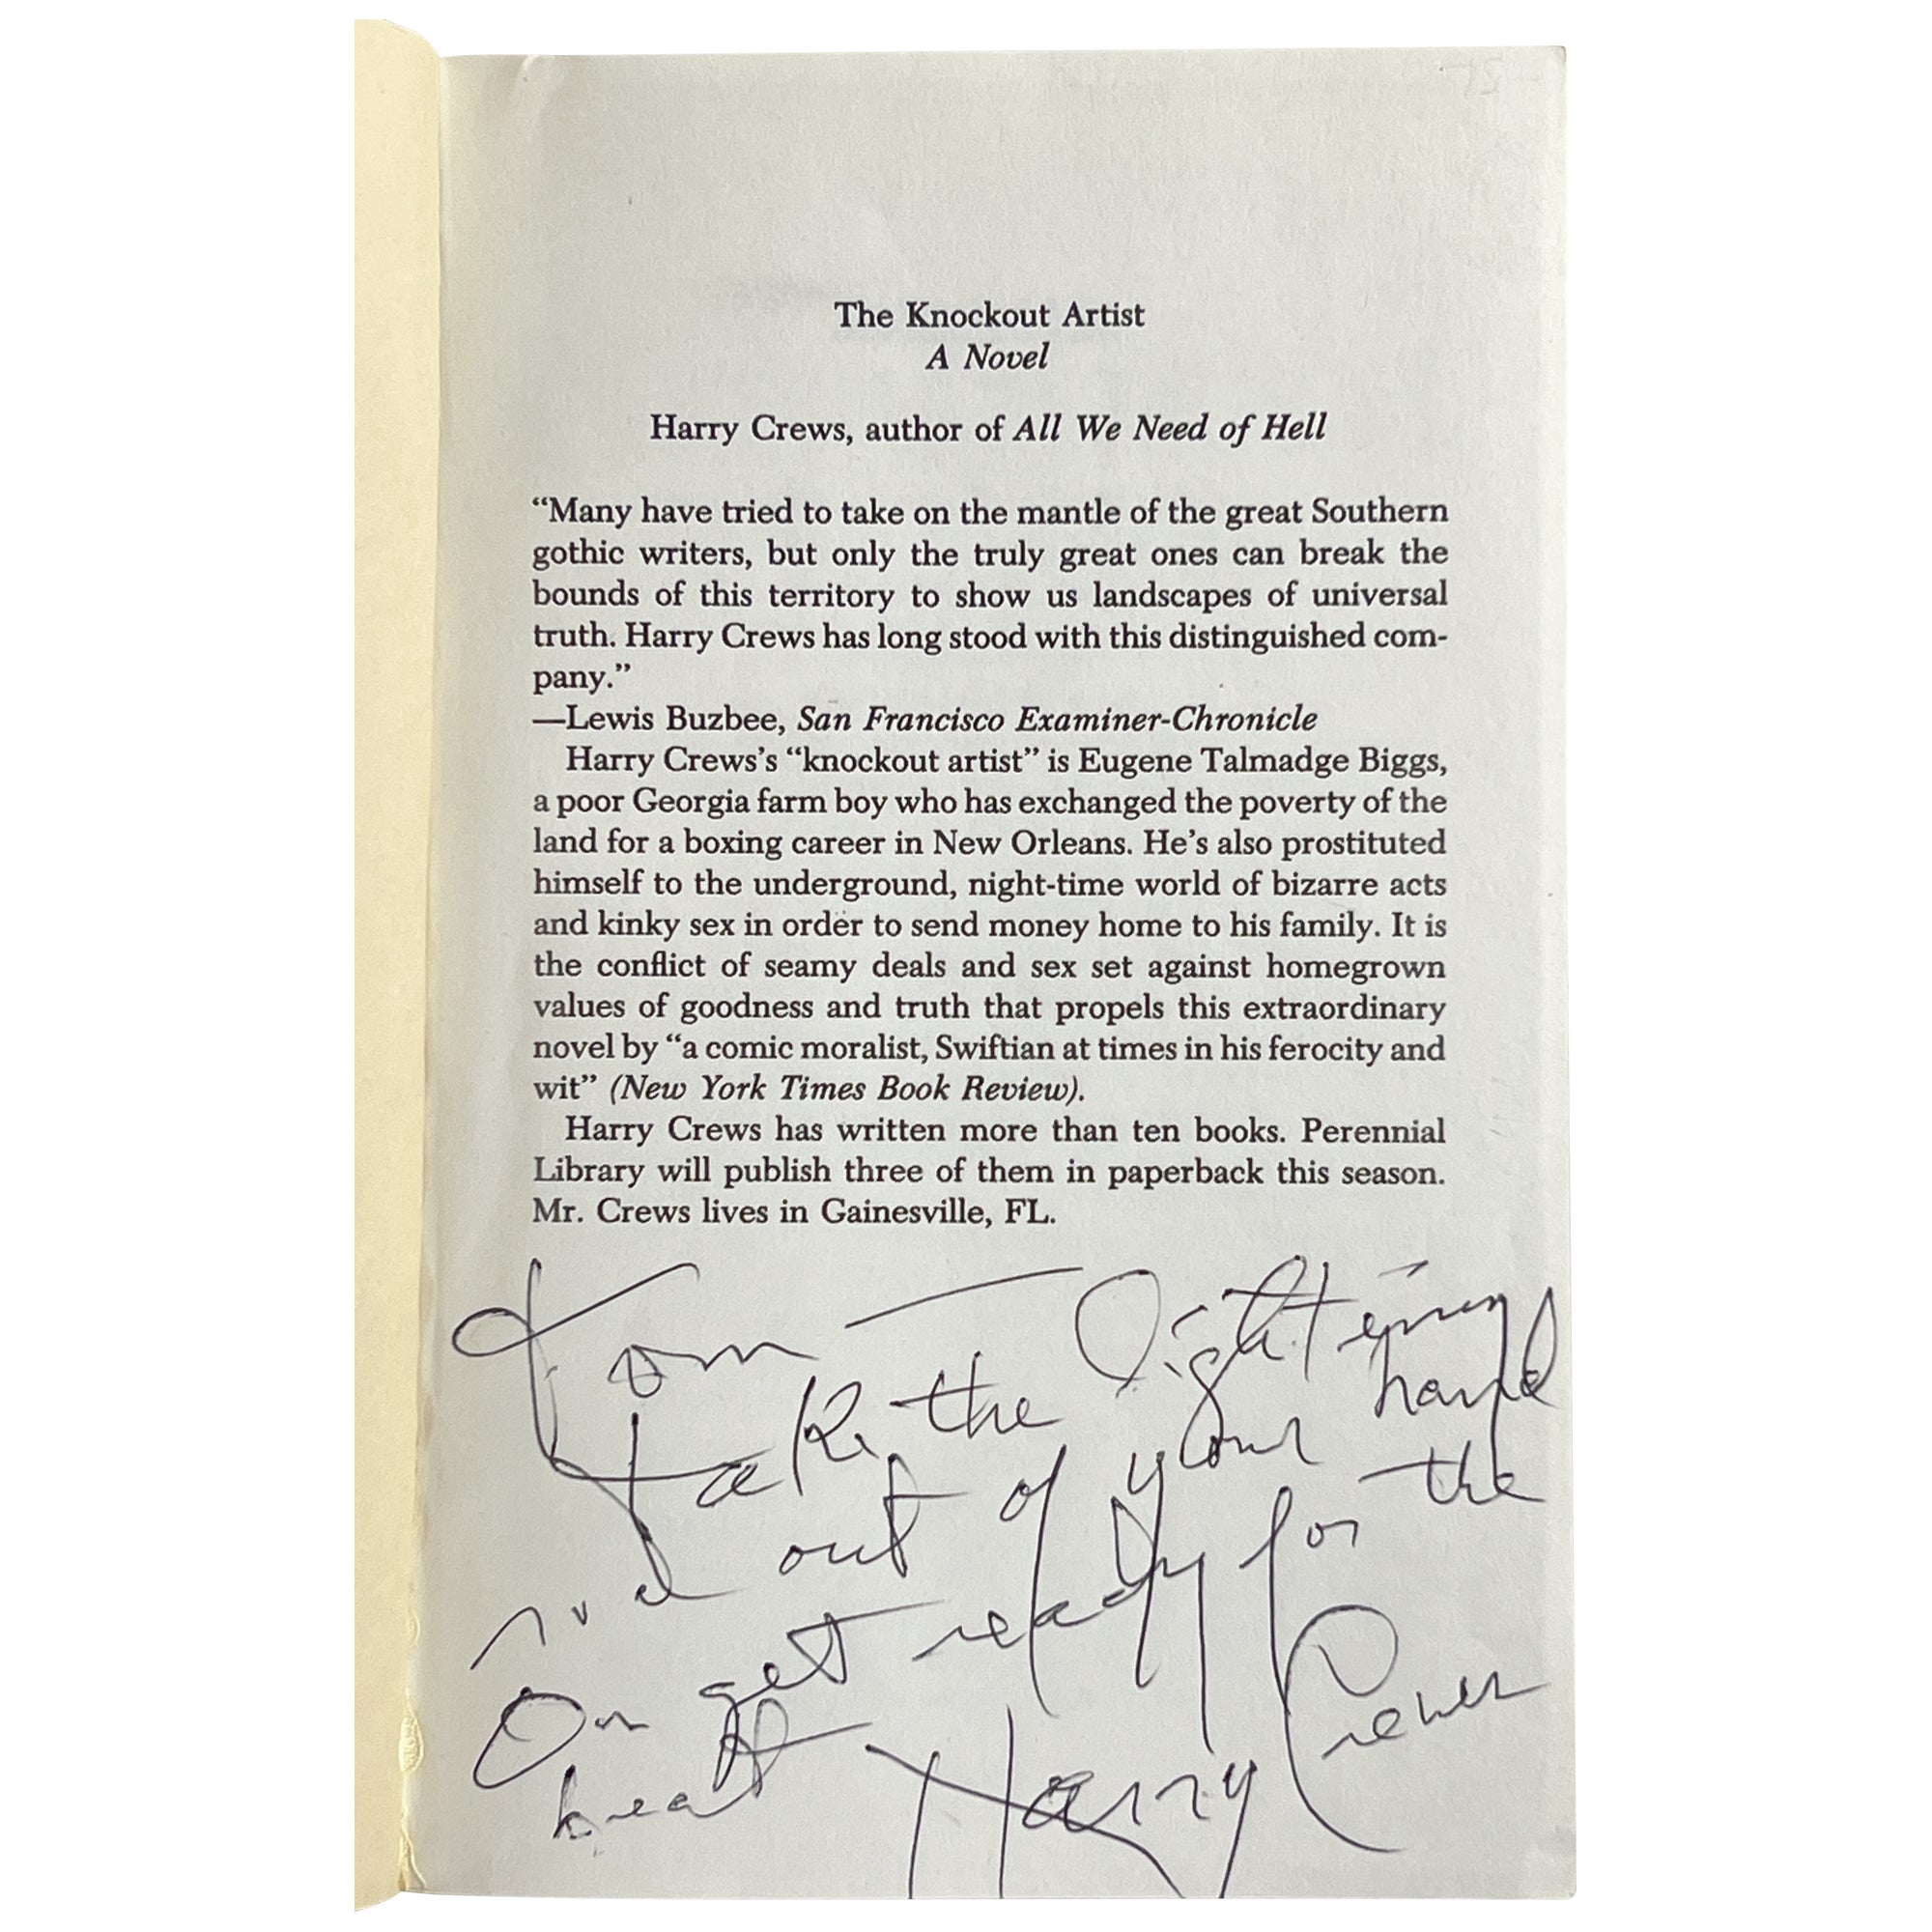 The Knockout Artist
A Novel
Harry Crews, author of All We Need of Hell
“Many have tried to take on the mantle of the great Southern
gothic writers, but only the truly great ones can break the
bounds of this territory to show us landscapes of universal
truth. Harry Crews has long stood with this distinguished com-
pany.”
—Lewis Buzbee, San Francisco Examiner-Chronicle
Harry Crews’s “knockout artist” is Eugene Talmadge Biggs,
a poor Georgia farm boy who has exchanged the poverty of the
land for a boxing career in New Orleans. He’s also prostituted
himself to the underground, night-time world of bizarre acts
and kinky sex in order to send money home to his family. It is
the conflict of seamy deals and sex set against homegrown
values of goodness and truth that propels this extraordinary
novel by “a comic moralist, Swiftian at times in his ferocity and
wit” (New York Times Book Review).
Harry Crews has written more than ten books. Perennial
Library will publish three of them in paperback this season.
Mr. Crews lives in Gainesville, FL.
Tom —
take the lightening
rod out of your hand
Or get ready for the
heat
Harry Crews